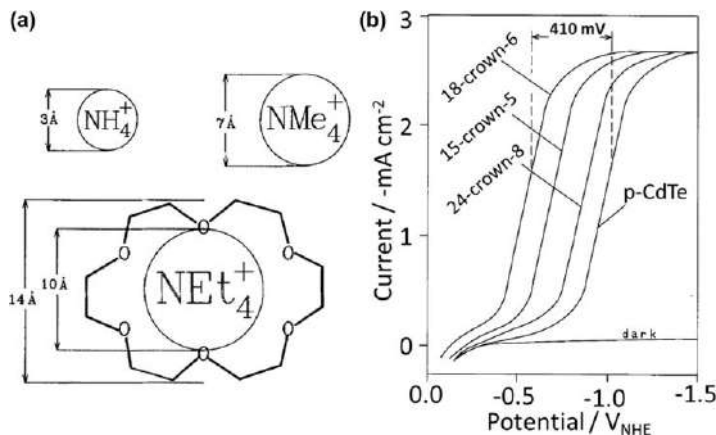 (a)
3Å
NH4+
7Å
NMe4+
14Å
10Å
NEt4+
O
O
O
O
O
O
(b)
Current / -mA cm-2
3
2
1
0
410 mV
18-crown-6
15-crown-5
24-crown-8
p-CdTe
dark
0.0
-0.5
-1.0
-1.5
Potential / VNHE